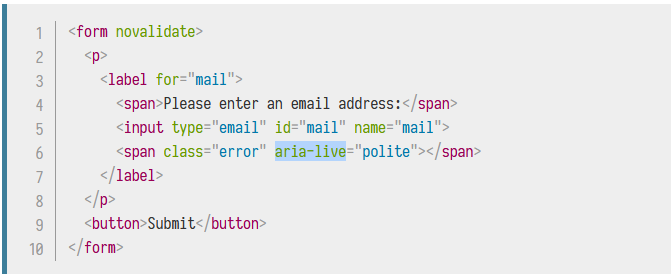 1 <form novalidate>
2 <p>
3 <label for="mail">
4 <span>Please enter an email address:</span>
5 <input type="email" id="mail" name="mail">
6 <span class="error" aria-live="polite"></span>
7 </label>
8 </p>
9 <button>Submit</button>
10 </form>